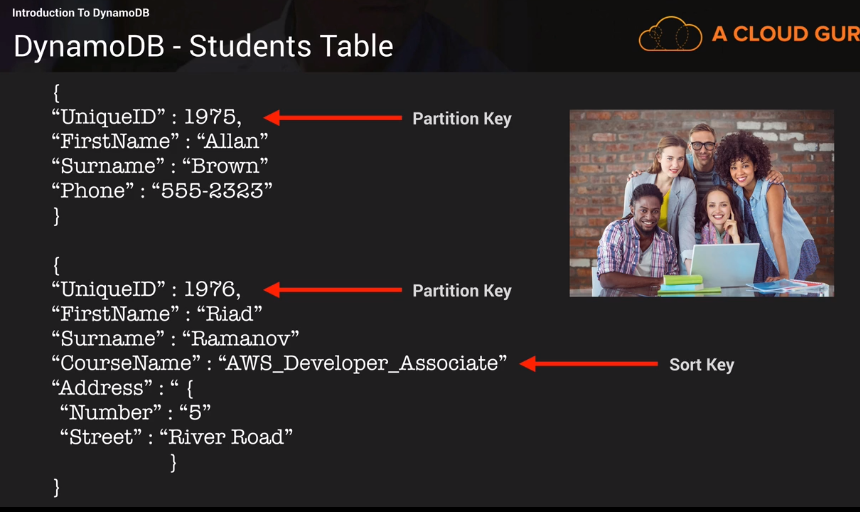 Introduction To DynamoDB
DynamoDB - Students Table
A CLOUD GUR
{
“UniqueID” : 1975,
Partition Key
“FirstName” : “Allan”
“Surname” : “Brown”
“Phone” : “555-2323”
}
{
“UniqueID” : 1976,
Partition Key
“FirstName” : “Riad”
“Surname” : “Ramanov”
“CourseName” : “AWS_Developer_Associate”
Sort Key
“Address” : “ {
“Number” : “5”
“Street” : “River Road”
}
}